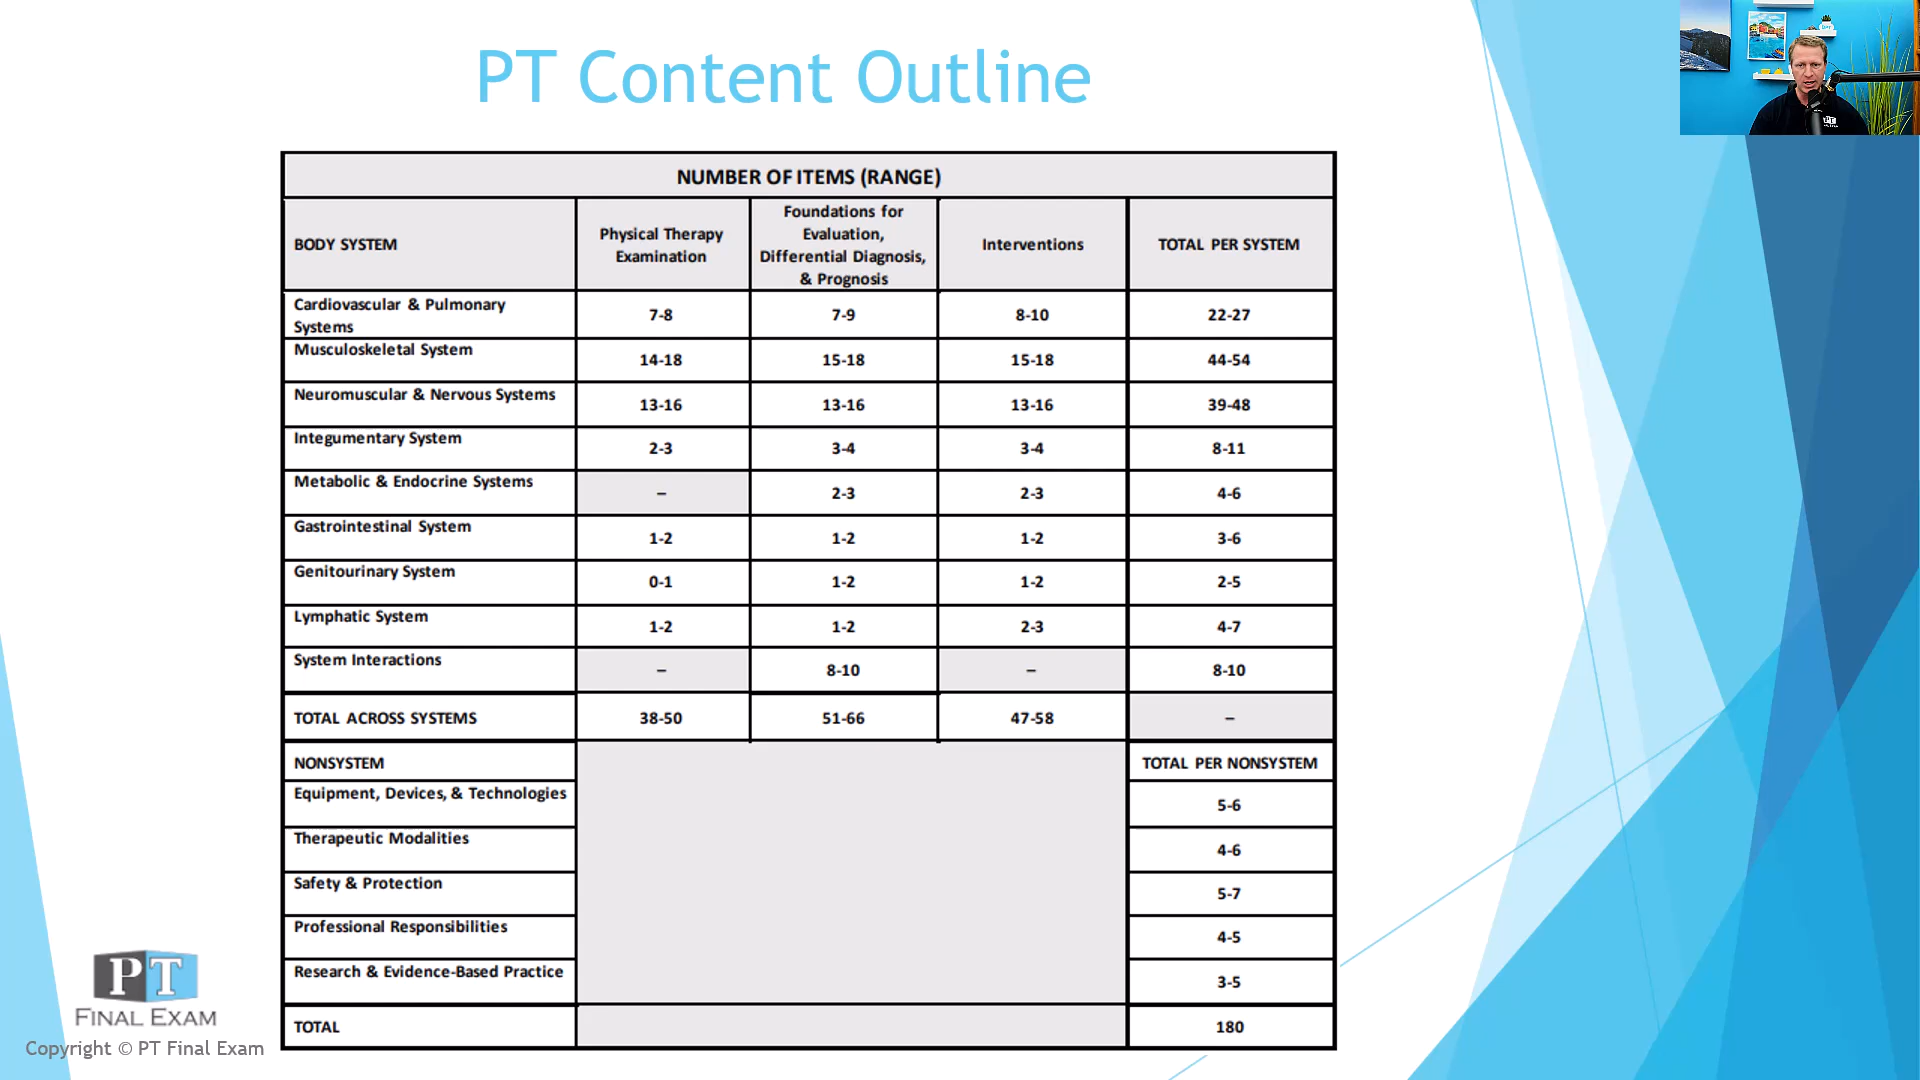 PT Content Outline
NUMBER OF ITEMS (RANGE)
BODY SYSTEM
Physical Therapy
Examination
Foundations for
Evaluation,
Differential Diagnosis,
& Prognosis
Interventions
TOTAL PER SYSTEM
Cardiovascular & Pulmonary
Systems
7-8
7-9
8-10
22-27
Musculoskeletal System
14-18
15-18
15-18
44-54
Neuromuscular & Nervous Systems
13-16
13-16
13-16
39-48
Integumentary System
2-3
3-4
3-4
8-11
Metabolic & Endocrine Systems
–
2-3
2-3
4-6
Gastrointestinal System
1-2
1-2
1-2
3-6
Genitourinary System
0-1
1-2
1-2
2-5
Lymphatic System
1-2
1-2
2-3
4-7
System Interactions
–
8-10
–
8-10
TOTAL ACROSS SYSTEMS
38-50
51-66
47-58
–
NONSYSTEM
TOTAL PER NONSYSTEM
Equipment, Devices, & Technologies
5-6
Therapeutic Modalities
4-6
Safety & Protection
5-7
Professional Responsibilities
4-5
Research & Evidence-Based Practice
3-5
TOTAL
180
PT
FINAL EXAM
Copyright © PT Final Exam